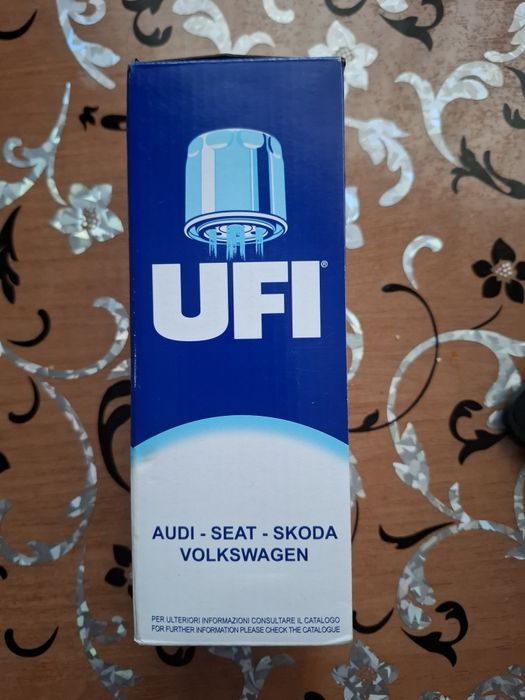 UFI®
AUDI - SEAT - SKODA
VOLKSWAGEN
PER ULTERIORI INFORMAZIONI CONSULTARE IL CATALOGO
FOR FURTHER INFORMATION PLEASE CHECK THE CATALOGUE